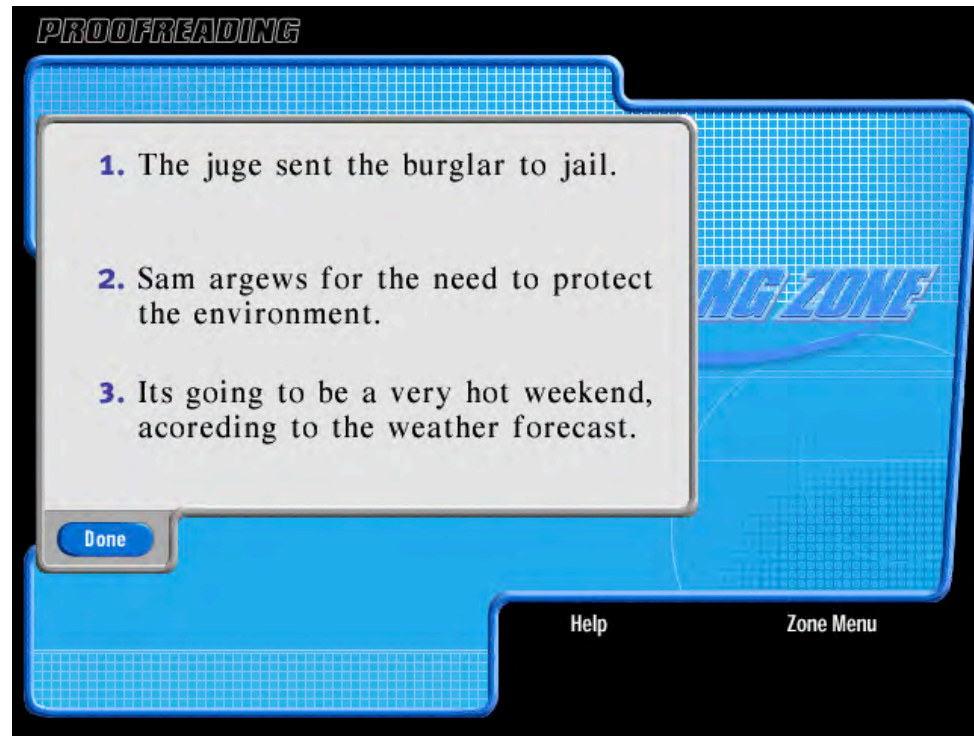 PROOFREADING
1. The juge sent the burglar to jail.
2. Sam argews for the need to protect
the environment.
3. Its going to be a very hot weekend,
acoreding to the weather forecast.
ZONE
Done
Help
Zone Menu